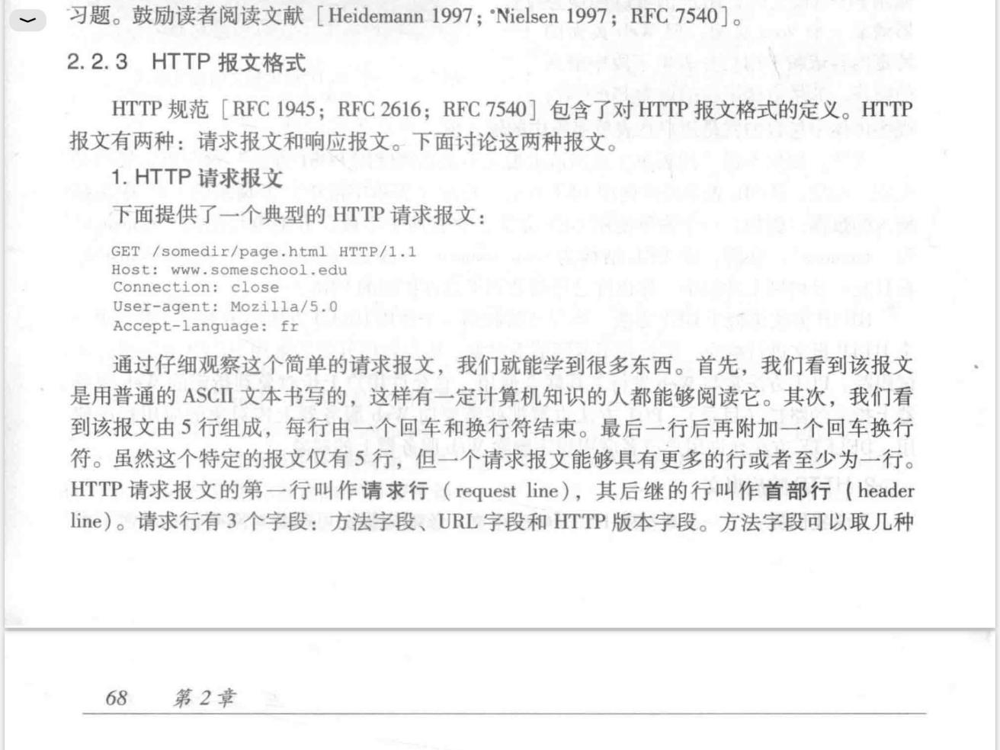 习题。鼓励读者阅读文献［Heidemann 1997；Nielsen 1997；RFC 7540］。
2.2.3 HTTP 报文格式
HTTP 规范［RFC 1945；RFC 2616；RFC 7540］包含了对 HTTP 报文格式的定义。HTTP
报文有两种：请求报文和响应报文。下面讨论这两种报文。
1. HTTP 请求报文
下面提供了一个典型的 HTTP 请求报文：
GET /somedir/page.html HTTP/1.1
Host: www.someschool.edu
Connection: close
User-agent: Mozilla/5.0
Accept-language: fr
通过仔细观察这个简单的请求报文，我们就能学到很多东西。首先，我们看到该报文
是用普通的 ASCII 文本书写的，这样有一定计算机知识的人都能够阅读它。其次，我们看
到该报文由 5 行组成，每行由一个回车和换行符结束。最后一行后再附加一个回车换行
符。虽然这个特定的报文仅有 5 行，但一个请求报文能够具有更多的行或者至少为一行。
HTTP 请求报文的第一行叫作请求行（request line），其后继的行叫作首部行（header
line）。请求行有 3 个字段：方法字段、URL 字段和 HTTP 版本字段。方法字段可以取几种
68 第 2 章